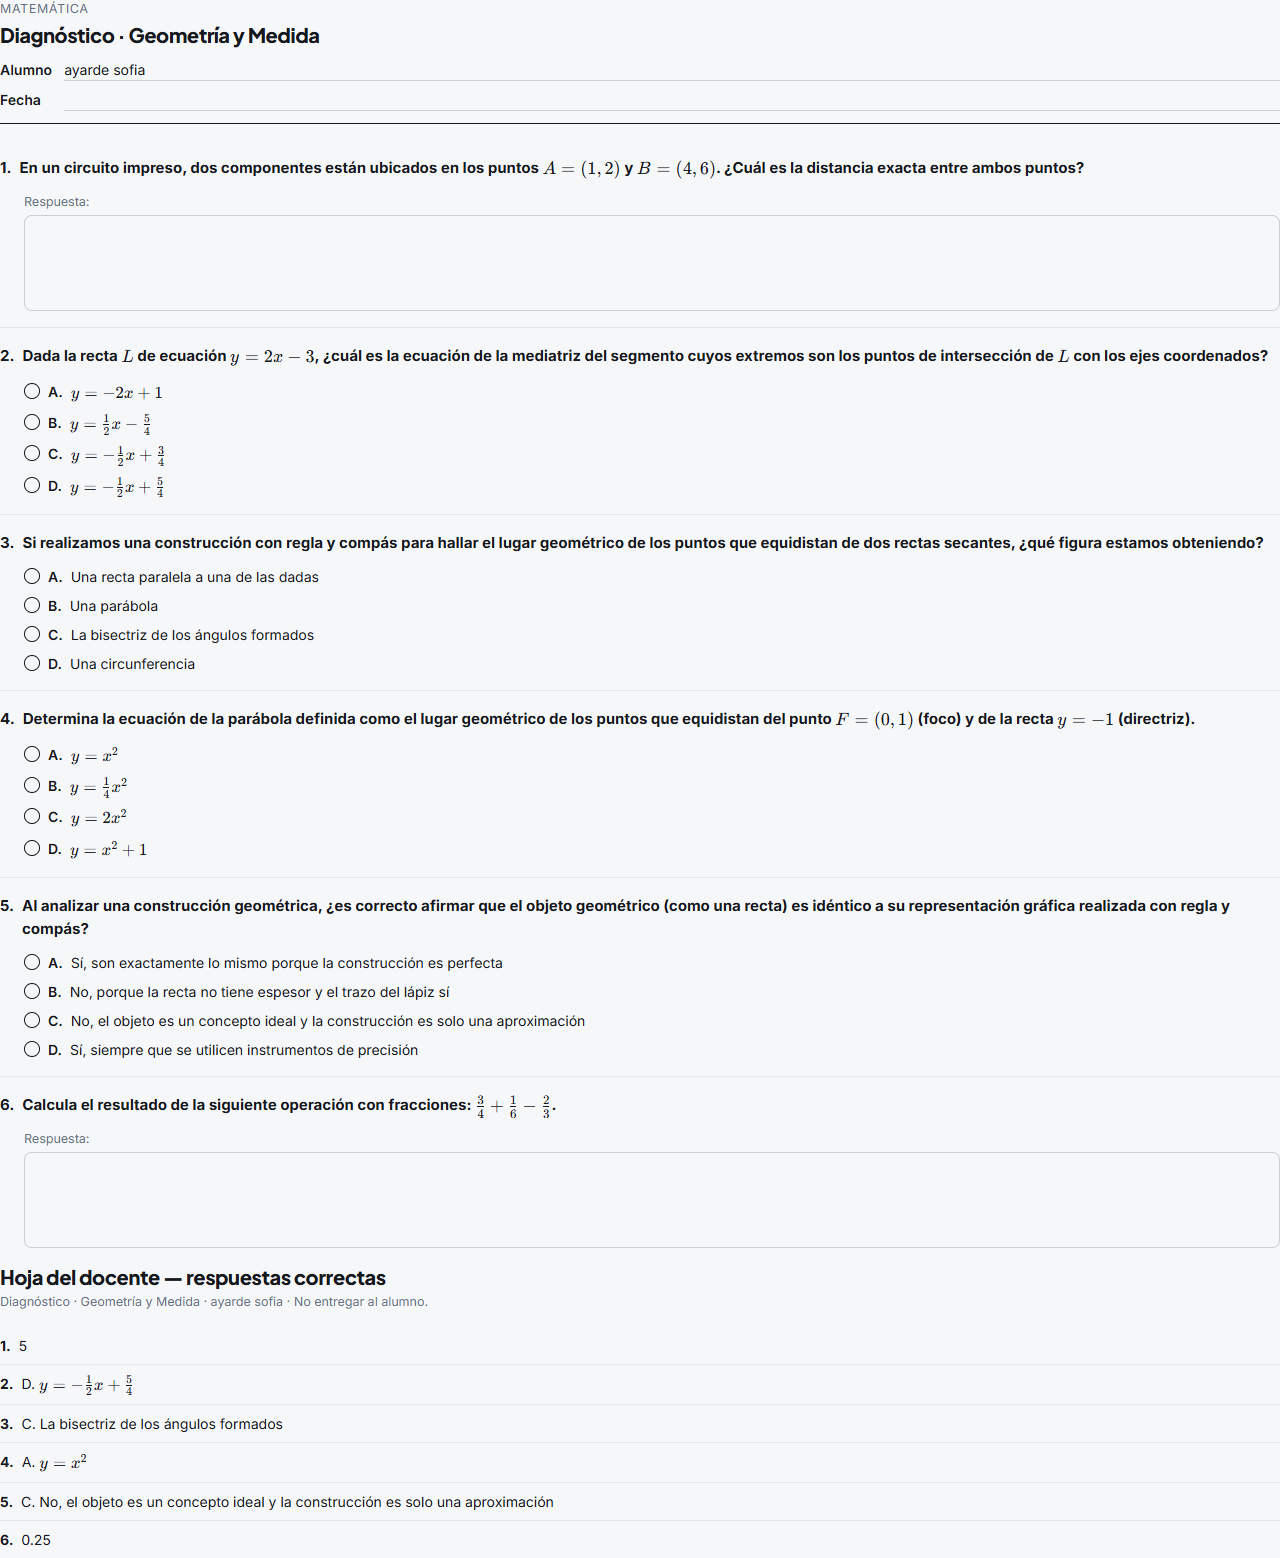 MATEMÁTICA
Diagnóstico · Geometría y Medida
Alumno ayarde sofia
Fecha
1. En un circuito impreso, dos componentes están ubicados en los puntos A = (1, 2) y B = (4, 6). ¿Cuál es la distancia exacta entre ambos puntos?
Respuesta:
2. Dada la recta L de ecuación y = 2x − 3, ¿cuál es la ecuación de la mediatriz del segmento cuyos extremos son los puntos de intersección de L con los ejes coordenados?
A. y = −2x + 1
B. y = 1/2 x − 5/4
C. y = −1/2 x + 3/4
D. y = −1/2 x + 5/4
3. Si realizamos una construcción con regla y compás para hallar el lugar geométrico de los puntos que equidistan de dos rectas secantes, ¿qué figura estamos obteniendo?
A. Una recta paralela a una de las dadas
B. Una parábola
C. La bisectriz de los ángulos formados
D. Una circunferencia
4. Determina la ecuación de la parábola definida como el lugar geométrico de los puntos que equidistan del punto F = (0, 1) (foco) y de la recta y = −1 (directriz).
A. y = x²
B. y = 1/4 x²
C. y = 2x²
D. y = x² + 1
5. Al analizar una construcción geométrica, ¿es correcto afirmar que el objeto geométrico (como una recta) es idéntico a su representación gráfica realizada con regla y
compás?
A. Sí, son exactamente lo mismo porque la construcción es perfecta
B. No, porque la recta no tiene espesor y el trazo del lápiz sí
C. No, el objeto es un concepto ideal y la construcción es solo una aproximación
D. Sí, siempre que se utilicen instrumentos de precisión
6. Calcula el resultado de la siguiente operación con fracciones: 3/4 + 1/6 − 2/3.
Respuesta:
Hoja del docente — respuestas correctas
Diagnóstico · Geometría y Medida · ayarde sofia · No entregar al alumno.
1. 5
2. D. y = −1/2 x + 5/4
3. C. La bisectriz de los ángulos formados
4. A. y = x²
5. C. No, el objeto es un concepto ideal y la construcción es solo una aproximación
6. 0.25